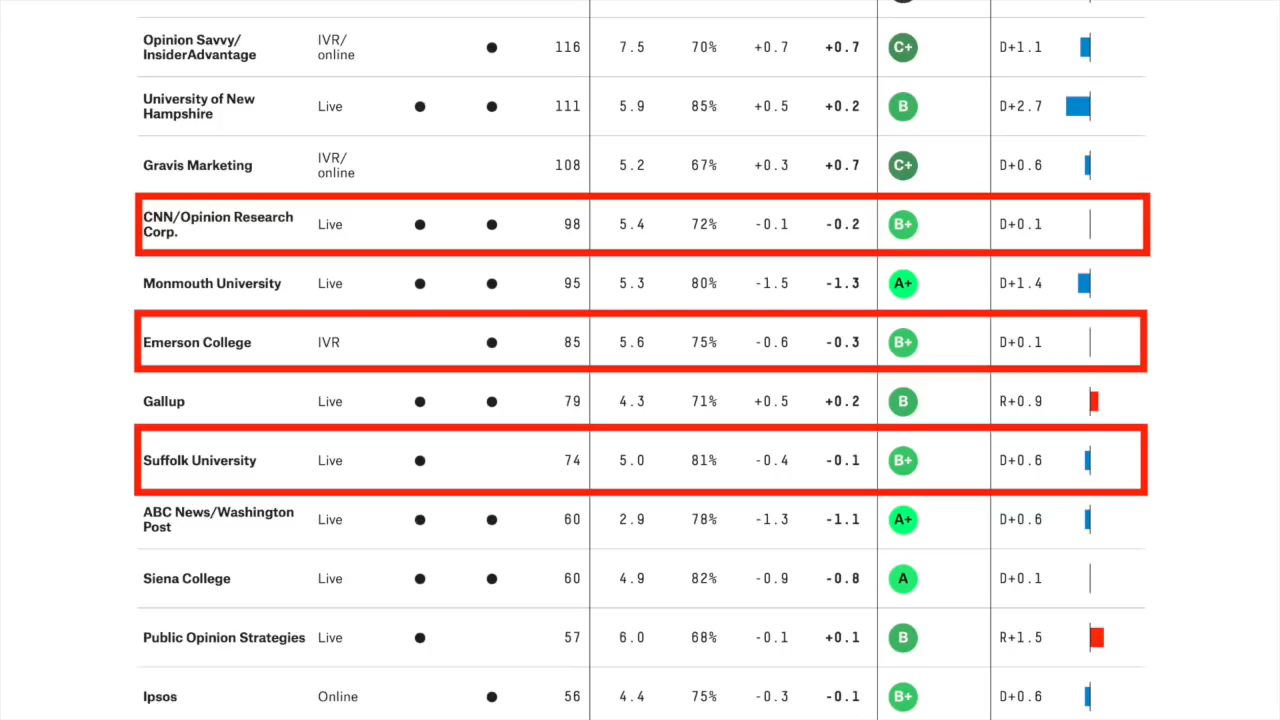 Opinion Savvy/
InsiderAdvantage IVR/
online 116 7.5 70% +0.7 +0.7 C+ D+1.1
University of New
Hampshire Live 111 5.9 85% +0.5 +0.2 B D+2.7
Gravis Marketing IVR/
online 108 5.2 67% +0.3 +0.7 C+ D+0.6
CNN/Opinion Research
Corp. Live 98 5.4 72% -0.1 -0.2 B+ D+0.1
Monmouth University Live 95 5.3 80% -1.5 -1.3 A+ D+1.4
Emerson College IVR 85 5.6 75% -0.6 -0.3 B+ D+0.1
Gallup Live 79 4.3 71% +0.5 +0.2 B R+0.9
Suffolk University Live 74 5.0 81% -0.4 -0.1 B+ D+0.6
ABC News/Washington
Post Live 60 2.9 78% -1.3 -1.1 A+ D+0.6
Siena College Live 60 4.9 82% -0.9 -0.8 A D+0.1
Public Opinion Strategies Live 57 6.0 68% -0.1 +0.1 B R+1.5
Ipsos Online 56 4.4 75% -0.3 -0.1 B+ D+0.6